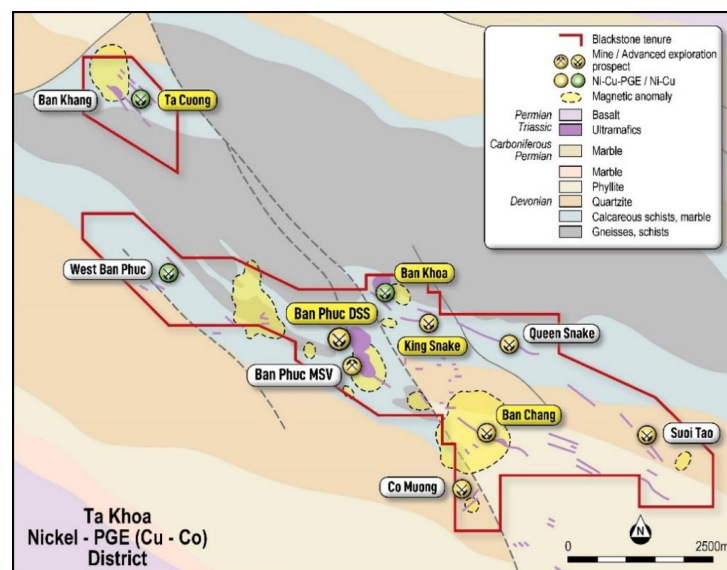 Blackstone tenure
Mine / Advanced exploration
prospect
Ni-Cu-PGE / Ni-Cu
Magnetic anomaly
Permian
Triassic
Basalt
Ultramafics
Carboniferous
Permian
Marble
Marble
Phyllite
Devonian
Quartzite
Calcareous schists, marble
Gneisses, schists
Ban Khang
Ta Cuong
West Ban Phuc
Ban Khoa
Ban Phuc DSS
King Snake
Queen Snake
Ban Phuc MSV
Ban Chang
Suoi Tao
Co Muong
Ta Khoa
Nickel - PGE (Cu - Co)
District
N
0 2500m